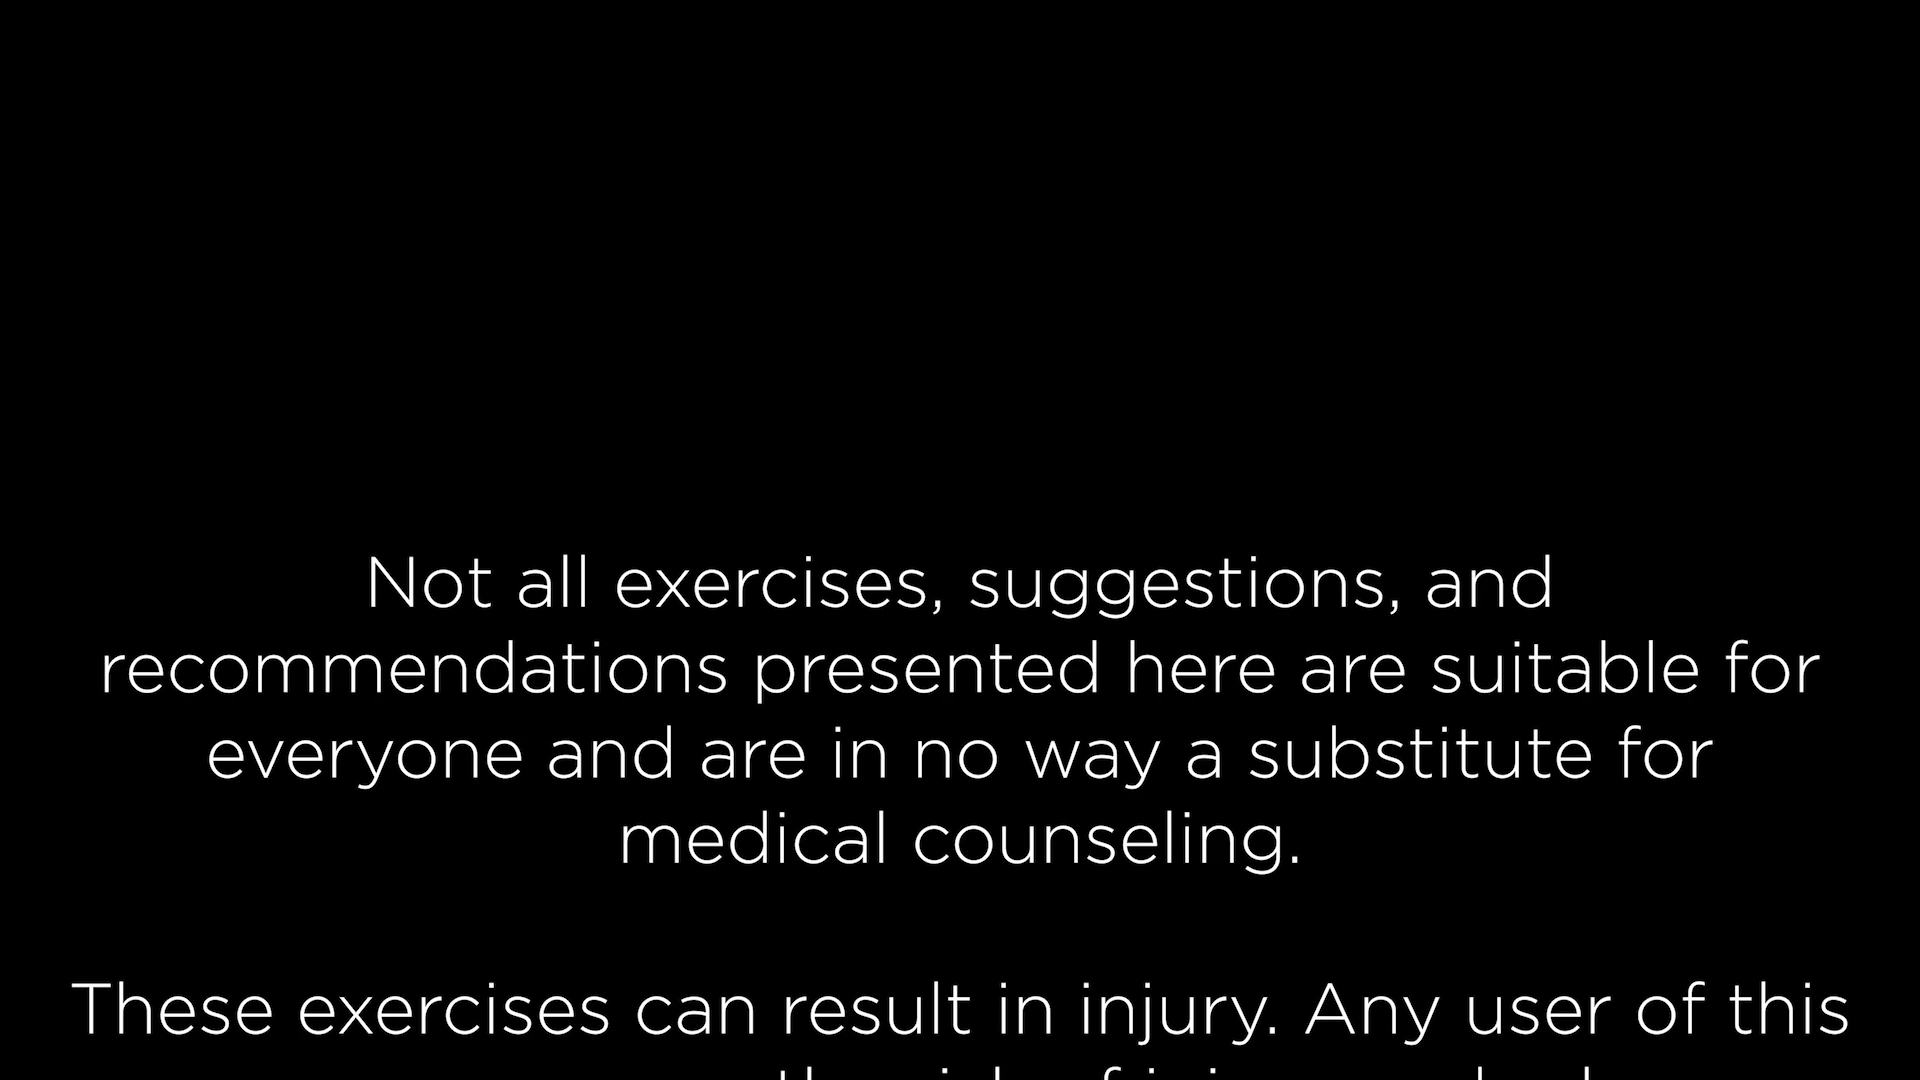 Not all exercises, suggestions, and
recommendations presented here are suitable for
everyone and are in no way a substitute for
medical counseling.
These exercises can result in injury. Any user of this